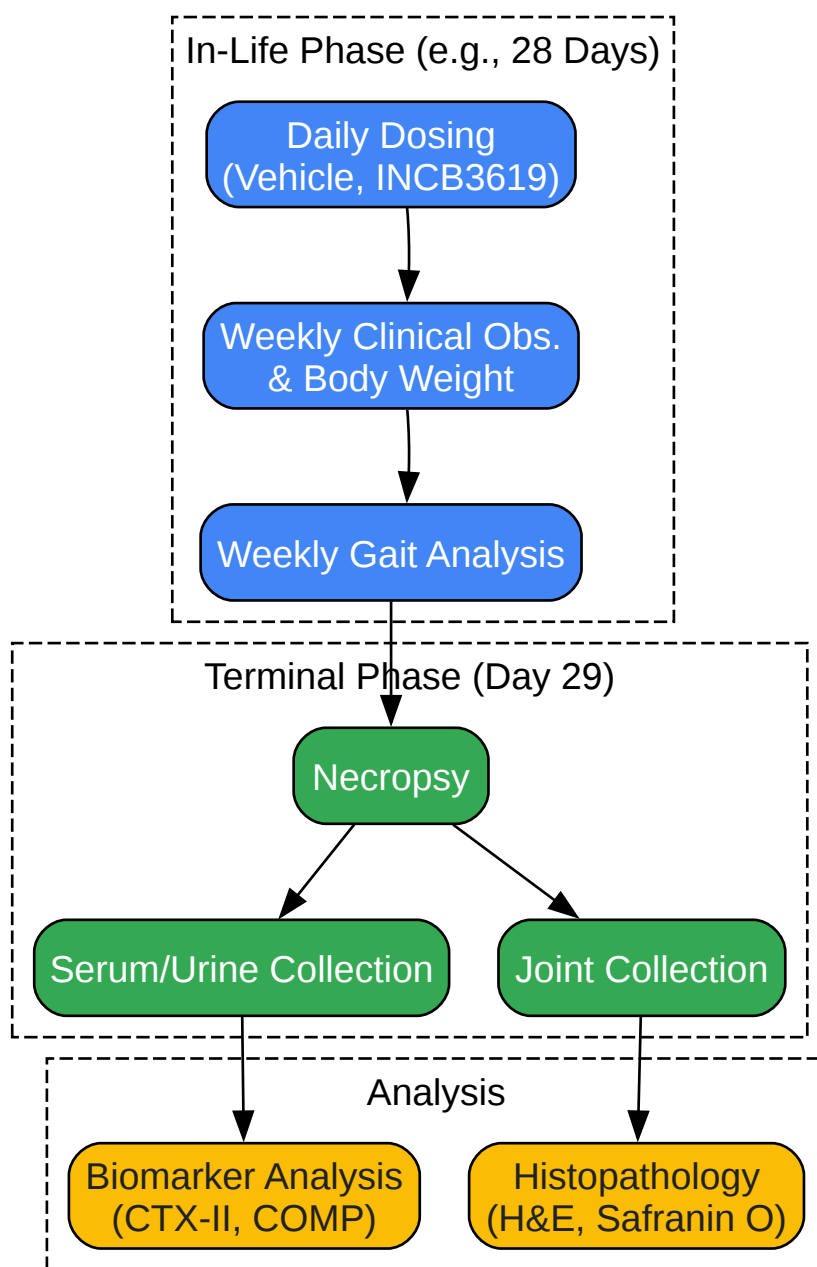 In-Life Phase (e.g., 28 Days)
Daily Dosing
(Vehicle, INCB3619)
Weekly Clinical Obs.
& Body Weight
Weekly Gait Analysis
Terminal Phase (Day 29)
Necropsy
Serum/Urine Collection
Joint Collection
Analysis
Biomarker Analysis
(CTX-II, COMP)
Histopathology
(H&E, Safranin O)